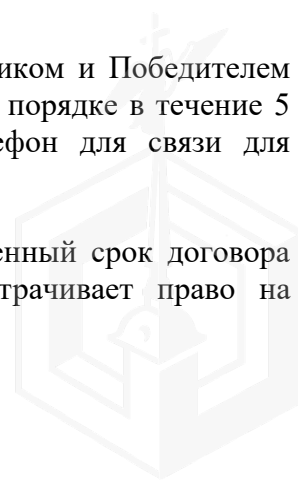 иком и Победителем
порядке в течение 5
ефон для связи для
енный срок договора
трачивает право на